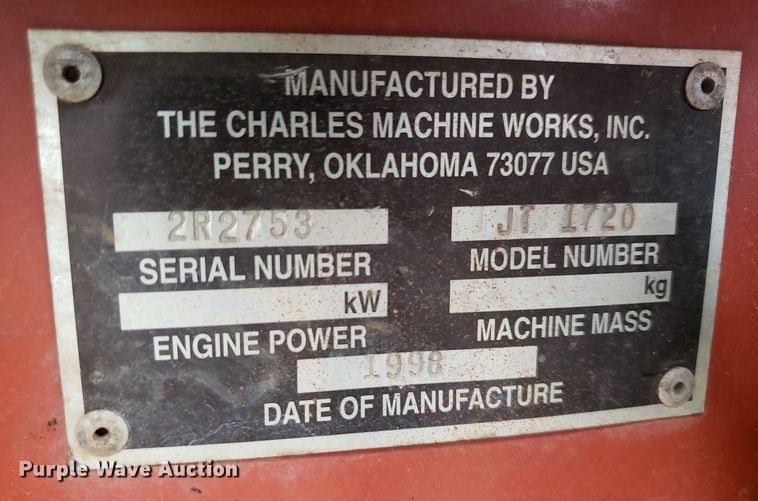 MANUFACTURED BY
THE CHARLES MACHINE WORKS, INC.
PERRY, OKLAHOMA 73077 USA
2R2753 JT 1720
SERIAL NUMBER MODEL NUMBER
kW kg
ENGINE POWER MACHINE MASS
1998
DATE OF MANUFACTURE
Purple Wave Auction